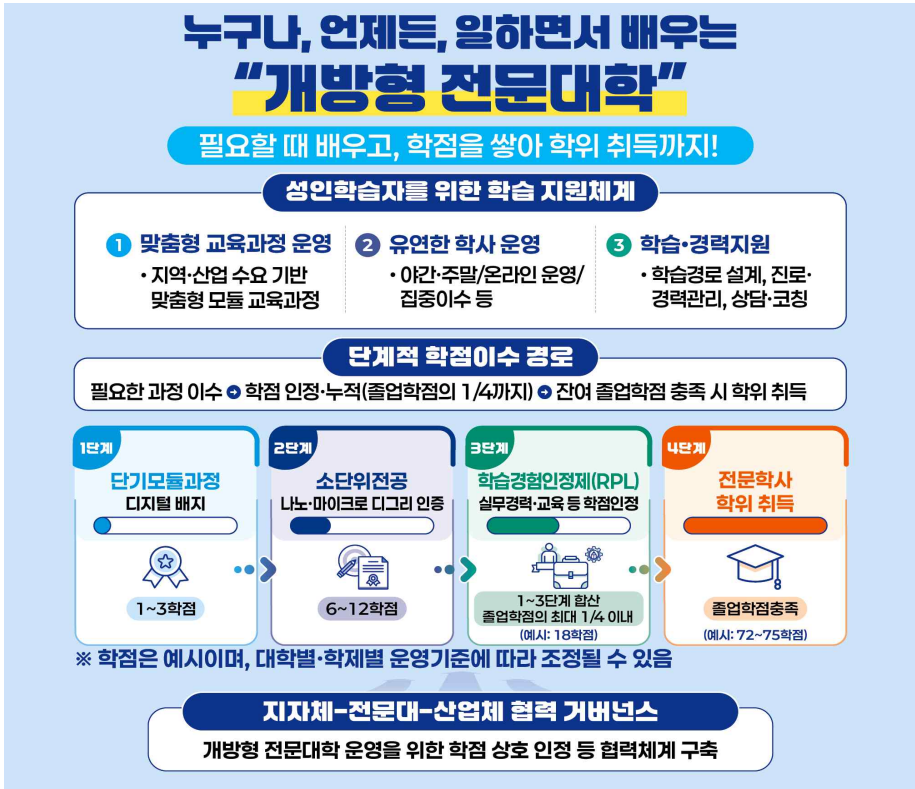 누구나, 언제든, 일하면서 배우는
“개방형 전문대학”
필요할 때 배우고, 학점을 쌓아 학위 취득까지!
성인학습자를 위한 학습 지원체계
1 맞춤형 교육과정 운영
• 지역·산업 수요 기반
맞춤형 모듈 교육과정
2 유연한 학사 운영
• 야간·주말/온라인 운영/
집중이수 등
3 학습•경력지원
• 학습경로 설계, 진로·
경력관리, 상담·코칭
단계적 학점이수 경로
필요한 과정 이수 → 학점 인정·누적(졸업학점의 1/4까지) → 잔여 졸업학점 충족 시 학위 취득
1단계
단기모듈과정
디지털 배지
1~3학점
2단계
소단위전공
나노·마이크로 디그리 인증
6~12학점
3단계
학습경험인정제(RPL)
실무경력·교육 등 학점인정
1~3단계 합산
졸업학점의 최대 1/4 이내
(예시: 18학점)
4단계
전문학사
학위 취득
졸업학점충족
(예시: 72~75학점)
※ 학점은 예시이며, 대학별·학제별 운영기준에 따라 조정될 수 있음
지자체-전문대-산업체 협력 거버넌스
개방형 전문대학 운영을 위한 학점 상호 인정 등 협력체계 구축